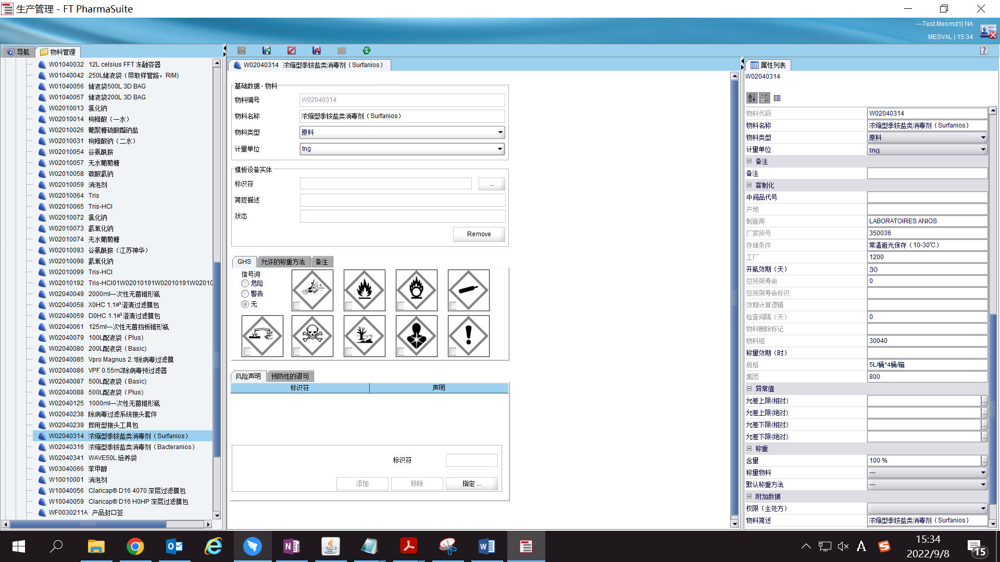 生产管理 - FT PharmaSuite
---Test.Mesmd1| NA
MESVAL | 15:34
导航
物料管理
W01040032 12L celsius FFT 冻融容器
W01040042 250L储液袋（带取样管路，RIM)
W01040056 储液袋500L 3D BAG
W01040057 储液袋200L 3D BAG
W02010013 氯化钠
W02010014 枸橼酸（一水）
W02010026 葡聚糖硫酸酯钠盐
W02010031 枸橼酸钠（二水）
W02010054 谷氨酰胺
W02010057 无水葡萄糖
W02010058 碳酸氢钠
W02010059 消泡剂
W02010064 Tris
W02010065 Tris-HCl
W02010072 氯化钠
W02010073 氢氧化钠
W02010074 无水葡萄糖
W02010093 谷氨酰胺（江苏神华）
W02010098 氢氧化钠
W02010099 Tris-HCl
W02010192 Tris-HCl01W02010191W02010191W02010
W02040049 2000ml一次性无菌锥形瓶
W02040058 X0HC 1.1㎡澄清过滤膜包
W02040059 D0HC 1.1㎡澄清过滤膜包
W02040061 125ml一次性无菌挡板锥形瓶
W02040079 100L配液袋（Plus)
W02040080 200L配液袋（Basic)
W02040085 Vpro Magnus 2.1除病毒过滤膜
W02040086 VPF 0.55m2除病毒预过滤器
W02040087 500L配液袋（Basic)
W02040088 500L配液袋（Plus)
W02040125 1000ml一次性无菌锥形瓶
W02040238 除病毒过滤系统接头套件
W02040239 即用型接头工具包
W02040314 浓缩型季铵盐类消毒剂（Surfanios）
W02040316 浓缩型季铵盐类消毒剂（Bacteranios）
W02040341 WAVE50L 培养袋
W03040066 苯甲醇
W10010001 消泡剂
W10040056 Claricap® D16 4070 深层过滤膜包
W10040059 Claricap® D16 H0HP 深层过滤膜包
WF0030211A 产品封口签
W02040314 浓缩型季铵盐类消毒剂（Surfanios）
基础数据 - 物料
物料编号 W02040314
物料名称 浓缩型季铵盐类消毒剂（Surfanios）
物料类型 原料
计量单位 tng
模板设备实体
标识符 ...
简短描述
状态
Remove
GHS 允许的称重方法 备注
信号词
危险
警告
无
风险声明 预防性的语句
标识符 声明
标识符
添加 移除 指定 ...
属性列表
W02040314
物料代码 W02040314
物料名称 浓缩型季铵盐类消毒剂（Surfanios）
物料类型 原料
计量单位 tng
备注
备注
客制化
中间品代号
产地
制造商 LABORATOIRES ANIOS
厂家货号 350036
存储条件 常温避光保存（10-30℃）
工厂 1200
开瓶效期（天） 30
总货架寿命 0
总货架寿命标识
效期计算逻辑
检查间隔（天） 0
物料删除标记
物料组 30040
称量效期（时）
规格 5L/桶*4桶/箱
集团 800
异常值
允差上限(相对) ...
允差上限(绝对) ...
允差下限(相对) ...
允差下限(绝对) ...
称重
含量 100 % ...
称量物料 ---
默认称重方法 ---
附加数据
权限（主处方）
物料简述 浓缩型季铵盐类消毒剂（Surfanios）
15:34
2022/9/8
15